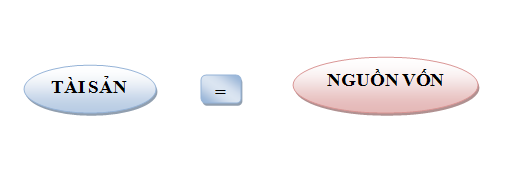 TÀI SẢN = NGUỒN VỐN